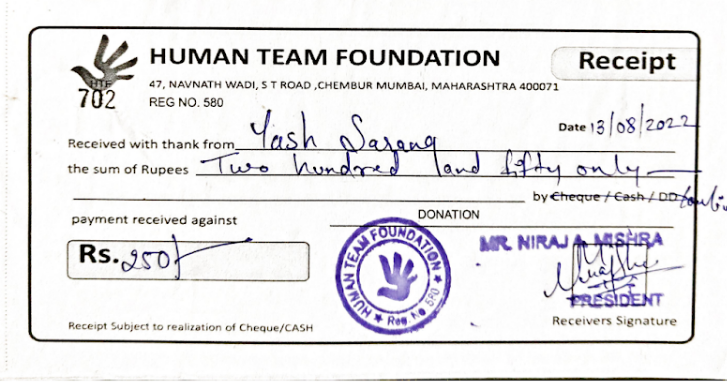 HUMAN TEAM FOUNDATION
Receipt
HTF
702
47, NAVNATH WADI, S T ROAD ,CHEMBUR MUMBAI, MAHARASHTRA 400071
REG NO. 580
Date 13/08/2022
Received with thank from Yash Sarang
the sum of Rupees Two hundred and fifty only
by Cheque / Cash / DD
payment received against DONATION
Rs. 250/-
HUMAN TEAM FOUNDATION
Reg. No 580
MR. NIRAJ A. MISHRA
PRESIDENT
Receipt Subject to realization of Cheque/CASH
Receivers Signature